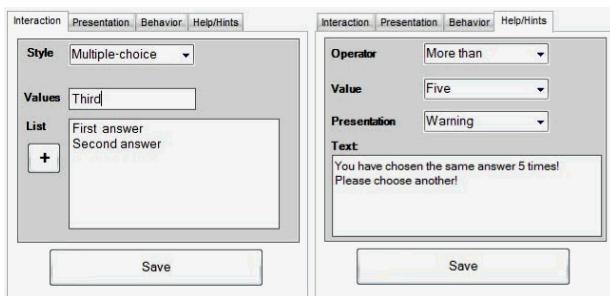 Interaction Presentation Behavior Help/Hints
Style Multiple-choice
Values Third
List
First answer
Second answer
+
Save
Interaction Presentation Behavior Help/Hints
Operator More than
Value Five
Presentation Warning
Text:
You have chosen the same answer 5 times!
Please choose another!
Save